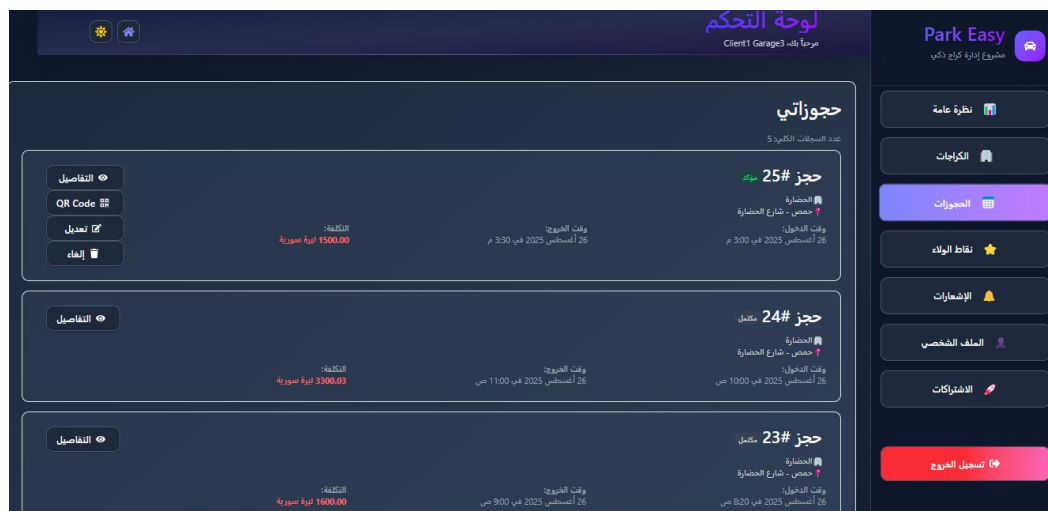 Park Easy
مشروع إدارة كراج ذكي
نظرة عامة
الكراجات
الحجوزات
نقاط الولاء
الإشعارات
الملف الشخصي
الاشتراكات
تسجيل الخروج
لوحة التحكم
مرحباً بك، Client1 Garage3
حجوزاتي
عدد السجلات الكلي: 5
حجز #25 مؤكد
الحضارة
حمص - شارع الحضارة
وقت الدخول:
26 أغسطس 2025 في 3:00 م
وقت الخروج:
26 أغسطس 2025 في 3:30 م
التكلفة:
1500.00 ليرة سورية
التفاصيل
QR Code
تعديل
إلغاء
حجز #24 مكتمل
الحضارة
حمص - شارع الحضارة
وقت الدخول:
26 أغسطس 2025 في 10:00 ص
وقت الخروج:
26 أغسطس 2025 في 11:00 ص
التكلفة:
3300.03 ليرة سورية
التفاصيل
حجز #23 مكتمل
الحضارة
حمص - شارع الحضارة
وقت الدخول:
26 أغسطس 2025 في 8:20 ص
وقت الخروج:
26 أغسطس 2025 في 9:00 ص
التكلفة:
1600.00 ليرة سورية
التفاصيل